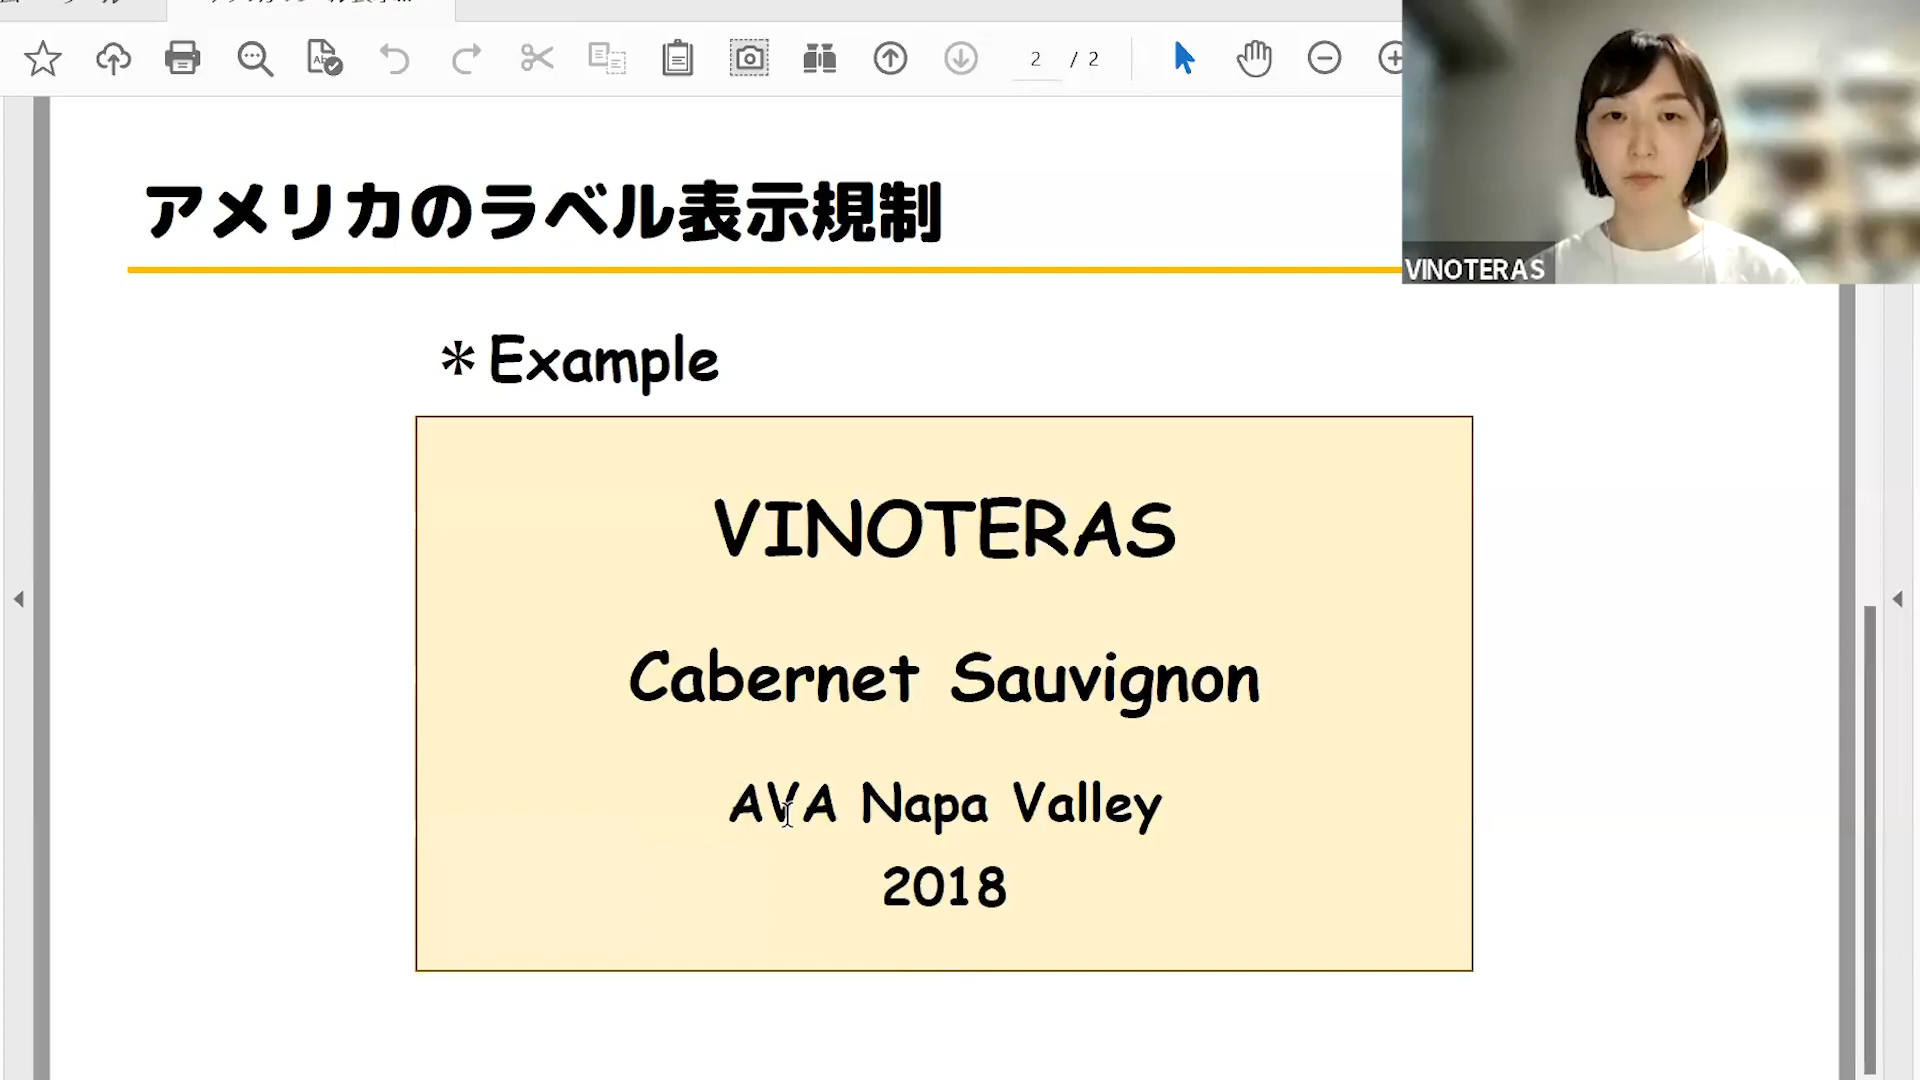 2 / 2
アメリカのラベル表示規制
VINOTERAS
*Example
VINOTERAS
Cabernet Sauvignon
AVA Napa Valley
2018